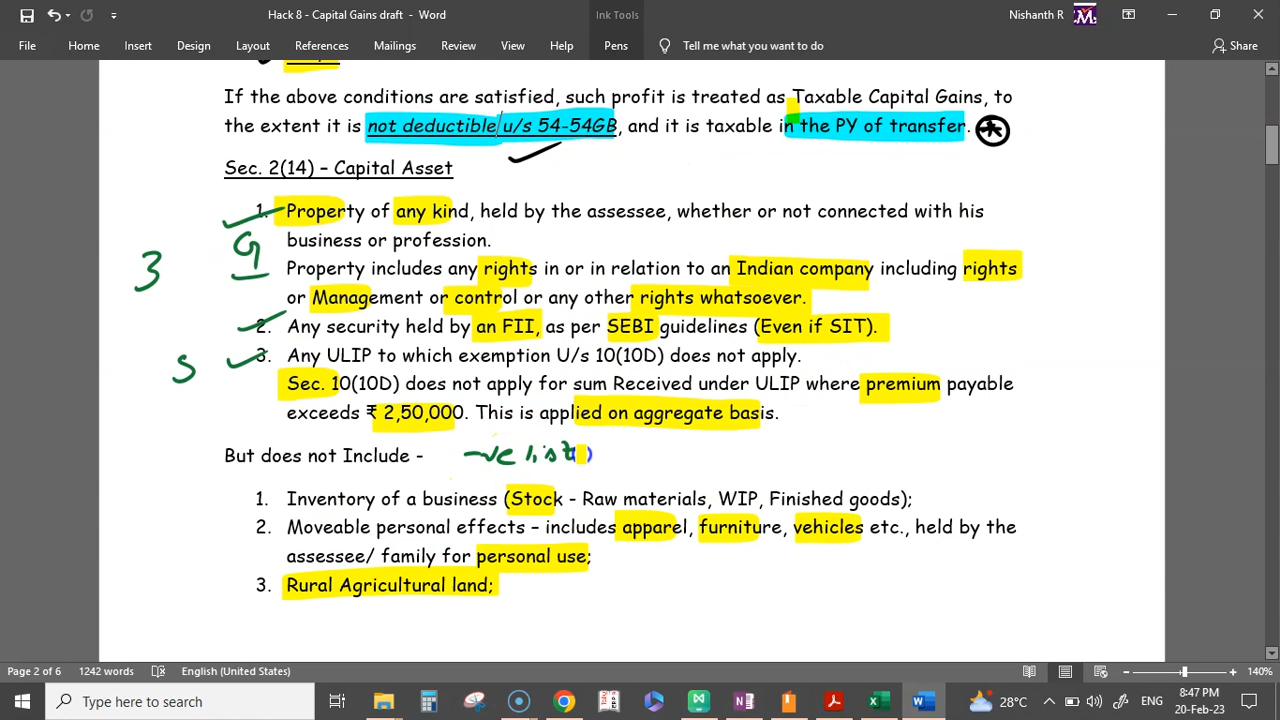 Hack 8 - Capital Gains draft - Word
Ink Tools
Nishanth R
File Home Insert Design Layout References Mailings Review View Help Pens Tell me what you want to do Share
If the above conditions are satisfied, such profit is treated as Taxable Capital Gains, to
the extent it is not deductible u/s 54-54GB, and it is taxable in the PY of transfer.
Sec. 2(14) – Capital Asset
1. Property of any kind, held by the assessee, whether or not connected with his
business or profession.
G
3
Property includes any rights in or in relation to an Indian company including rights
or Management or control or any other rights whatsoever.
2. Any security held by an FII, as per SEBI guidelines (Even if SIT).
3. Any ULIP to which exemption U/s 10(10D) does not apply.
S
Sec. 10(10D) does not apply for sum Received under ULIP where premium payable
exceeds ₹ 2,50,000. This is applied on aggregate basis.
But does not Include - -ve list
1. Inventory of a business (Stock - Raw materials, WIP, Finished goods);
2. Moveable personal effects – includes apparel, furniture, vehicles etc., held by the
assessee/ family for personal use;
3. Rural Agricultural land;
Page 2 of 6 1242 words English (United States) 140%
Type here to search 28°C ENG 8:47 PM
20-Feb-23